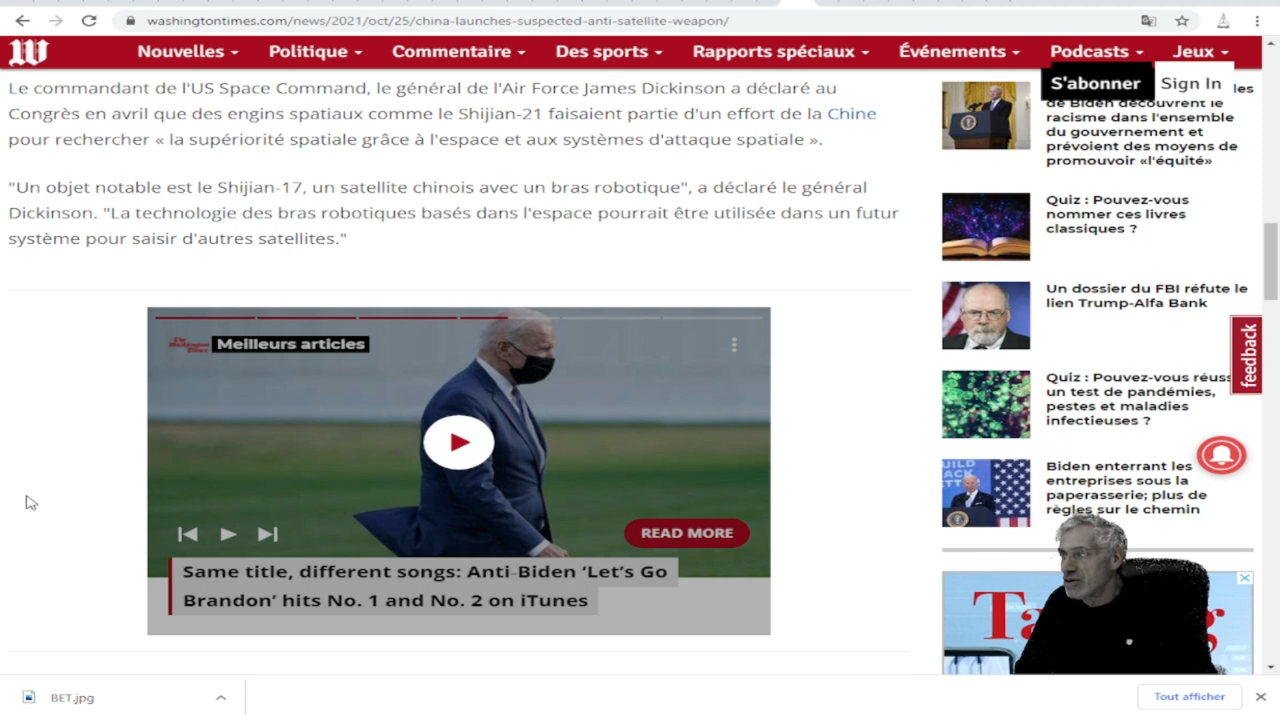 washingtontimes.com/news/2021/oct/25/china-launches-suspected-anti-satellite-weapon/
W
Nouvelles
Politique
Commentaire
Des sports
Rapports spéciaux
Événements
Podcasts
Jeux
S'abonner
Sign In
Le commandant de l'US Space Command, le général de l'Air Force James Dickinson a déclaré au
Congrès en avril que des engins spatiaux comme le Shijian-21 faisaient partie d'un effort de la Chine
pour rechercher « la supériorité spatiale grâce à l'espace et aux systèmes d'attaque spatiale ».
"Un objet notable est le Shijian-17, un satellite chinois avec un bras robotique", a déclaré le général
Dickinson. "La technologie des bras robotiques basés dans l'espace pourrait être utilisée dans un futur
système pour saisir d'autres satellites."
The Washington Times
Meilleurs articles
READ MORE
Same title, different songs: Anti-Biden ‘Let’s Go
Brandon’ hits No. 1 and No. 2 on iTunes
les
de Biden découvrent le
racisme dans l'ensemble
du gouvernement et
prévoient des moyens de
promouvoir «l'équité»
Quiz : Pouvez-vous
nommer ces livres
classiques ?
Un dossier du FBI réfute le
lien Trump-Alfa Bank
feedback
Quiz : Pouvez-vous réuss
un test de pandémies,
pestes et maladies
infectieuses ?
Biden enterrant les
entreprises sous la
paperasserie; plus de
règles sur le chemin
BET.jpg
Tout afficher